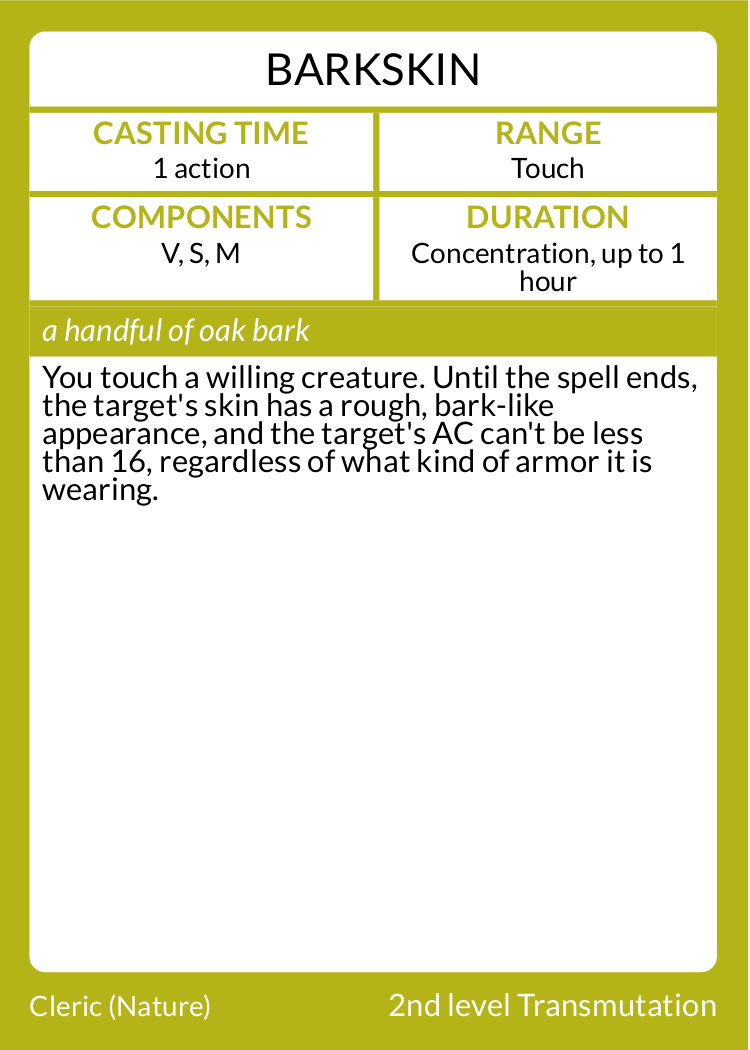 BARKSKIN
CASTING TIME
1 action
RANGE
Touch
COMPONENTS
V, S, M
DURATION
Concentration, up to 1
hour
a handful of oak bark
You touch a willing creature. Until the spell ends,
the target's skin has a rough, bark-like
appearance, and the target's AC can't be less
than 16, regardless of what kind of armor it is
wearing.
Cleric (Nature)
2nd level Transmutation